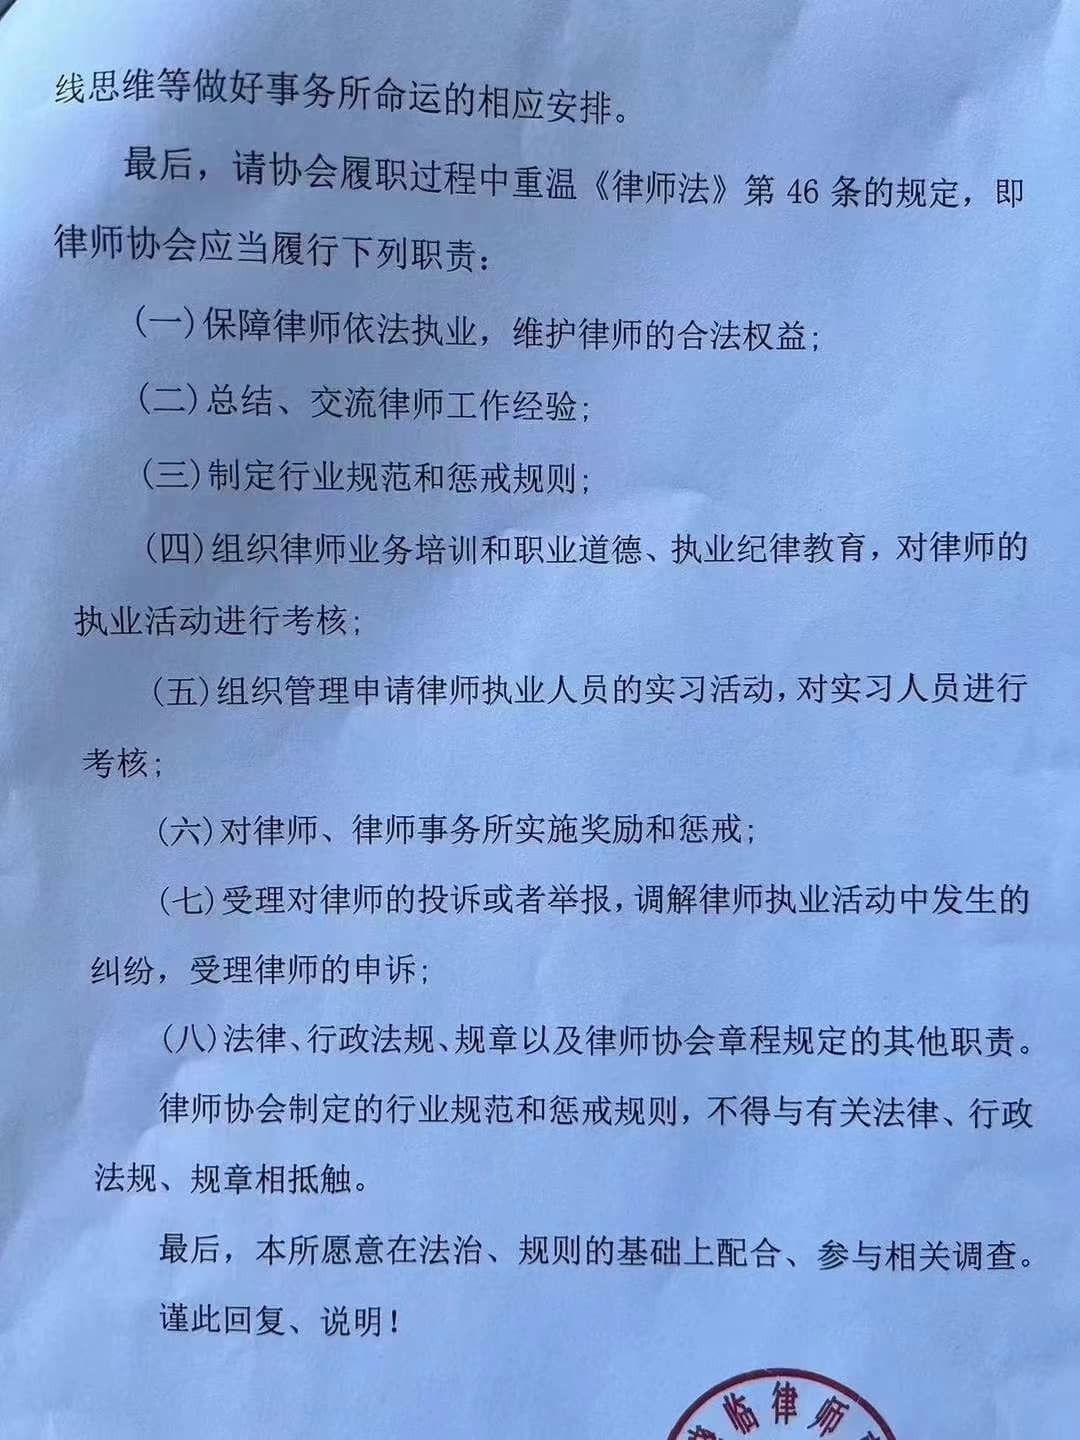 线思维等做好事务所命运的相应安排。
最后，请协会履职过程中重温《律师法》第 46 条的规定，即
律师协会应当履行下列职责：
（一）保障律师依法执业，维护律师的合法权益;
（二）总结、交流律师工作经验;
（三）制定行业规范和惩戒规则;
（四）组织律师业务培训和职业道德、执业纪律教育，对律师的
执业活动进行考核;
（五）组织管理申请律师执业人员的实习活动，对实习人员进行
考核;
（六）对律师、律师事务所实施奖励和惩戒;
（七）受理对律师的投诉或者举报，调解律师执业活动中发生的
纠纷，受理律师的申诉;
（八）法律、行政法规、规章以及律师协会章程规定的其他职责。
律师协会制定的行业规范和惩戒规则，不得与有关法律、行政
法规、规章相抵触。
最后，本所愿意在法治、规则的基础上配合、参与相关调查。
谨此回复、说明！
临律师